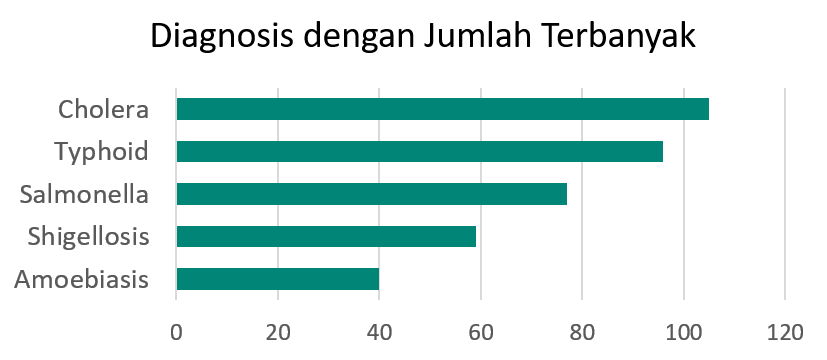 Diagnosis dengan Jumlah Terbanyak
Cholera
Typhoid
Salmonella
Shigellosis
Amoebiasis
0 20 40 60 80 100 120